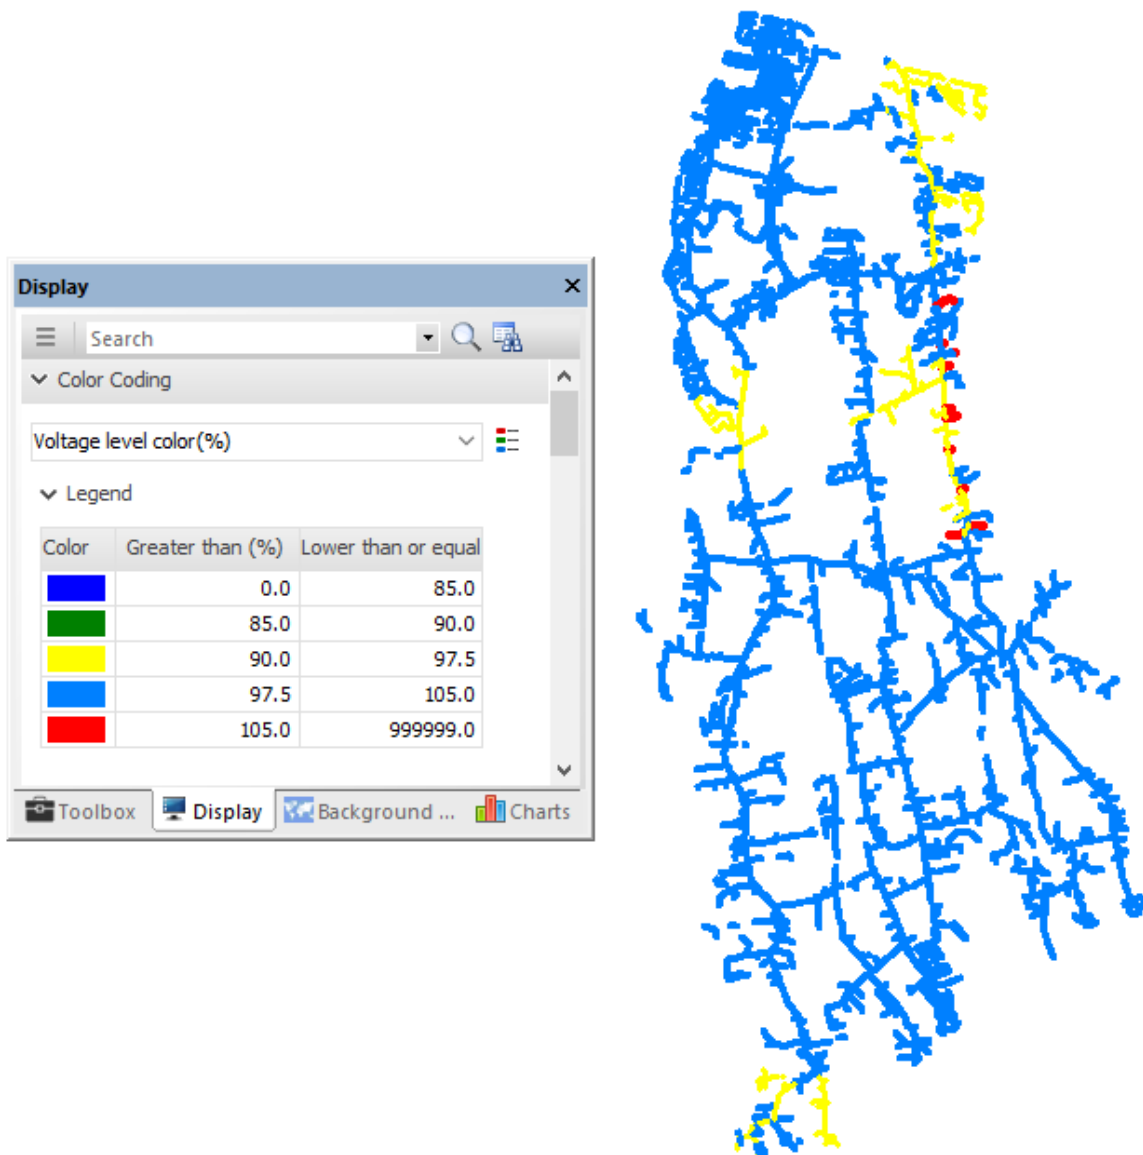 Display
Search
Color Coding
Voltage level color(%)
Legend
Color Greater than (%) Lower than or equal
0.0 85.0
85.0 90.0
90.0 97.5
97.5 105.0
105.0 999999.0
Toolbox Display Background ... Charts